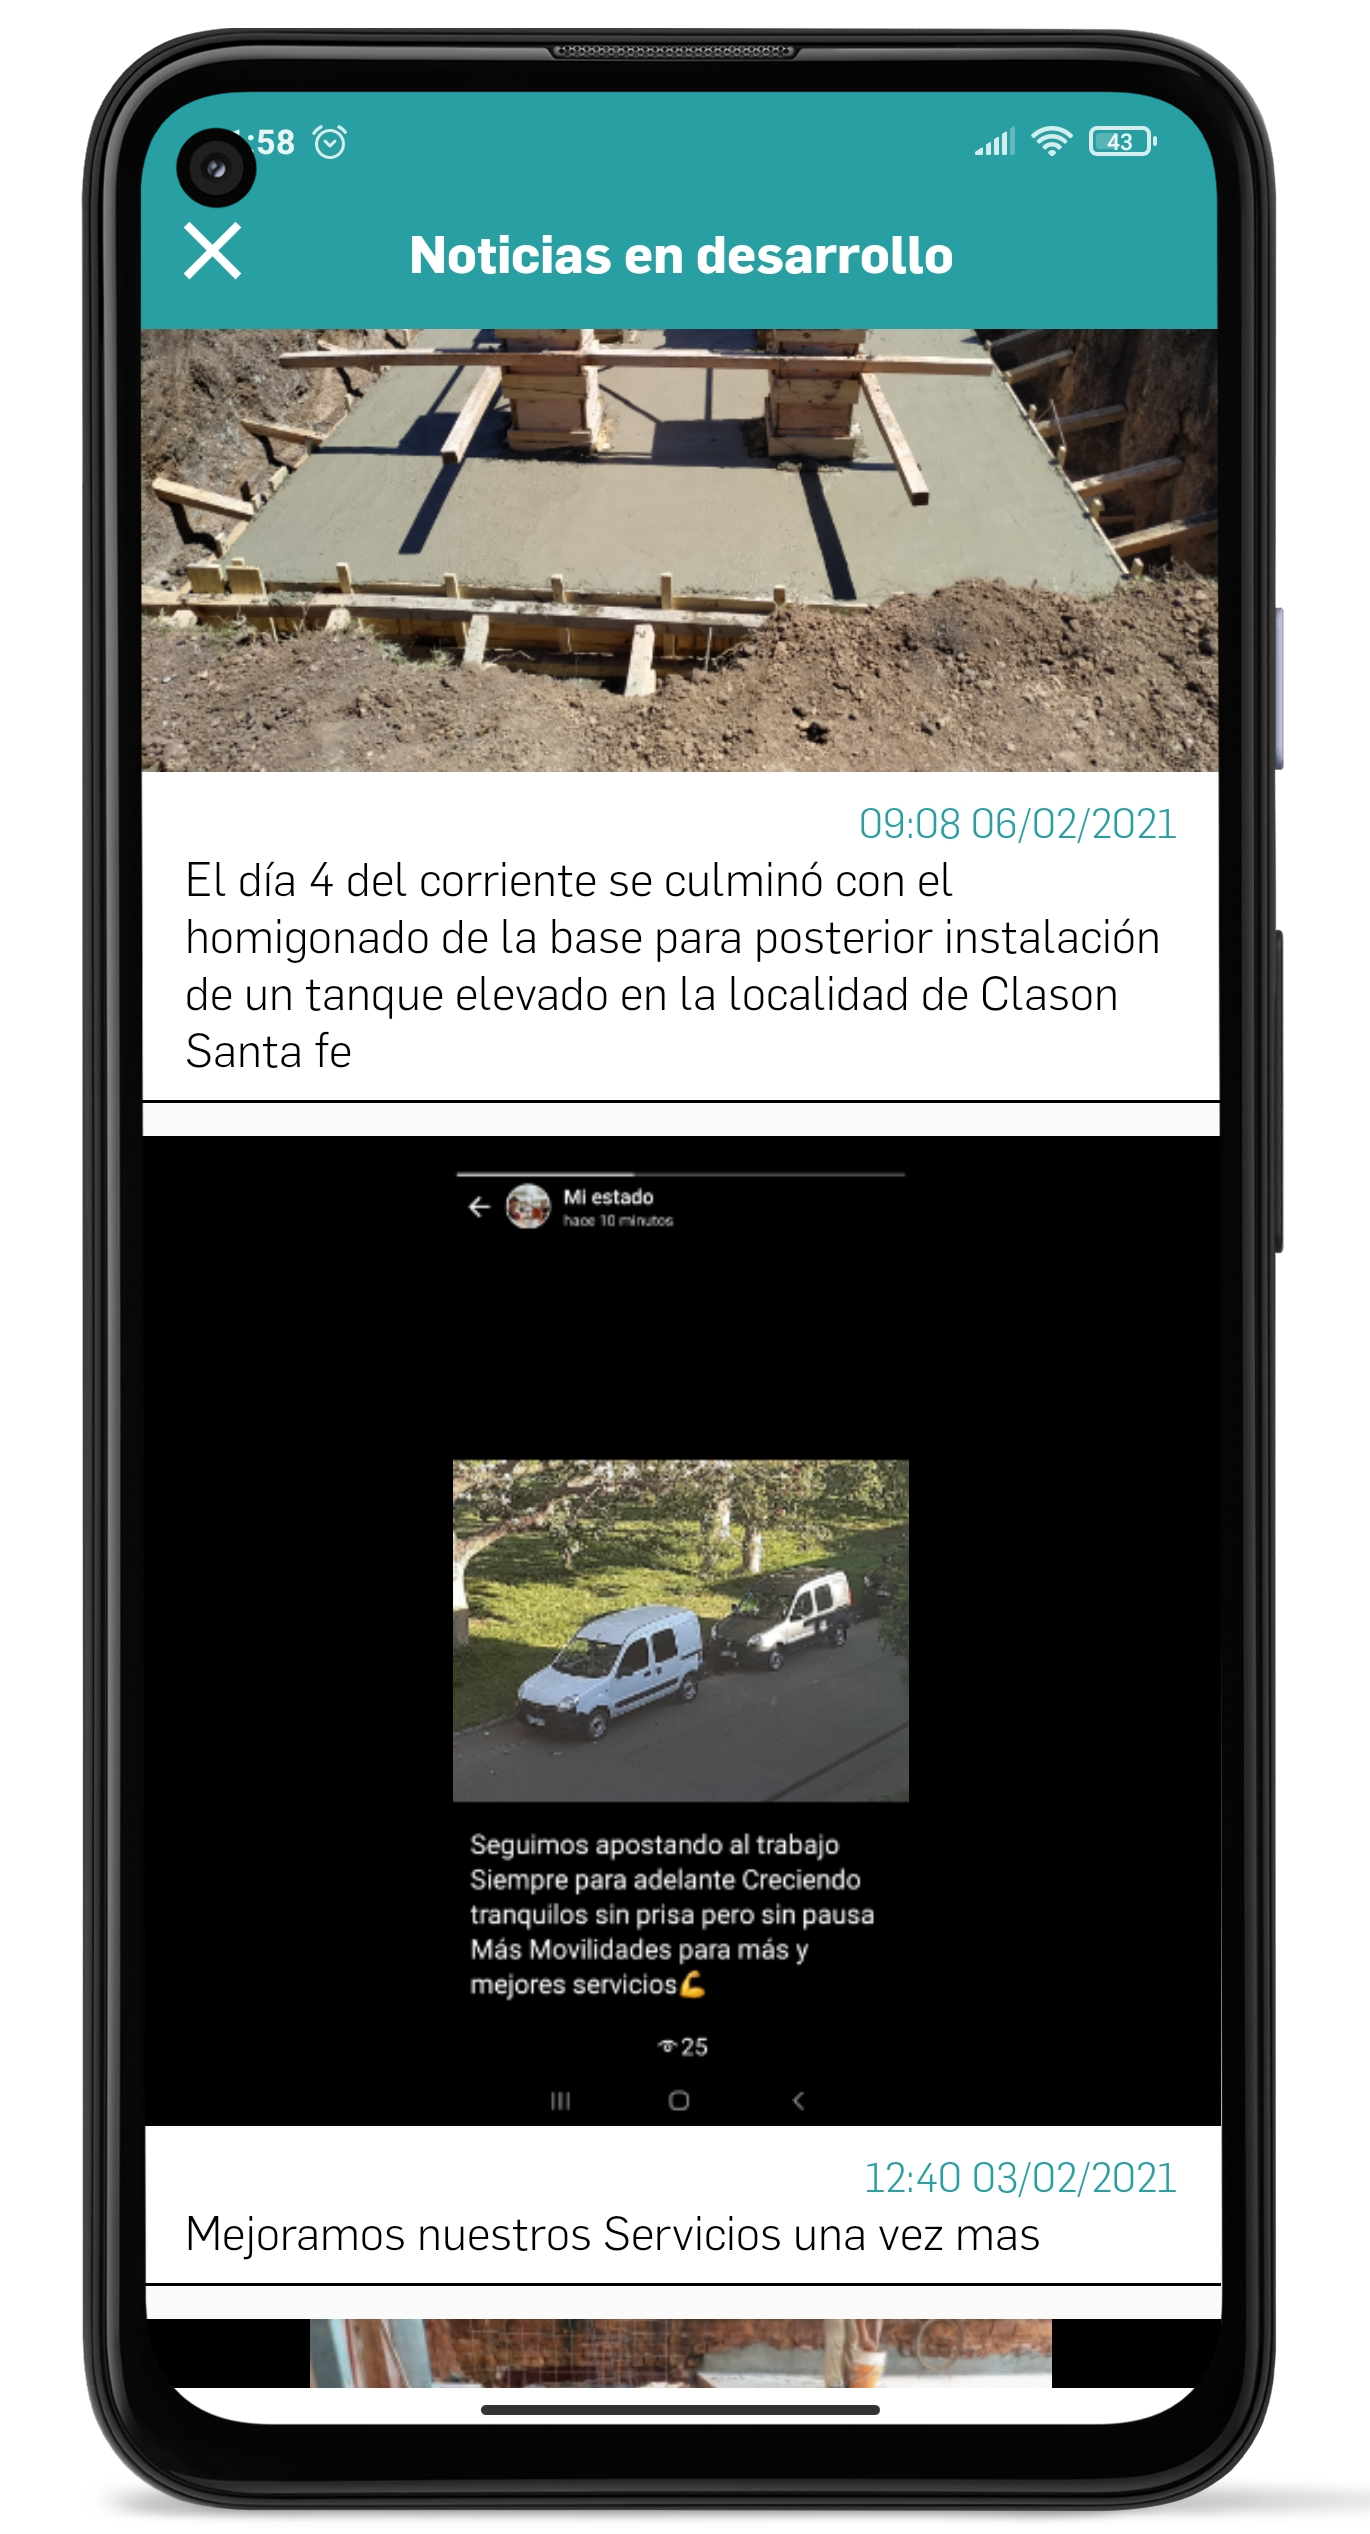 :58
43
Noticias en desarrollo
09:08 06/02/2021
El día 4 del corriente se culminó con el
homigonado de la base para posterior instalación
de un tanque elevado en la localidad de Clason
Santa fe
Mi estado
hace 10 minutos
Seguimos apostando al trabajo
Siempre para adelante Creciendo
tranquilos sin prisa pero sin pausa
Más Movilidades para más y
mejores servicios💪
25
12:40 03/02/2021
Mejoramos nuestros Servicios una vez mas